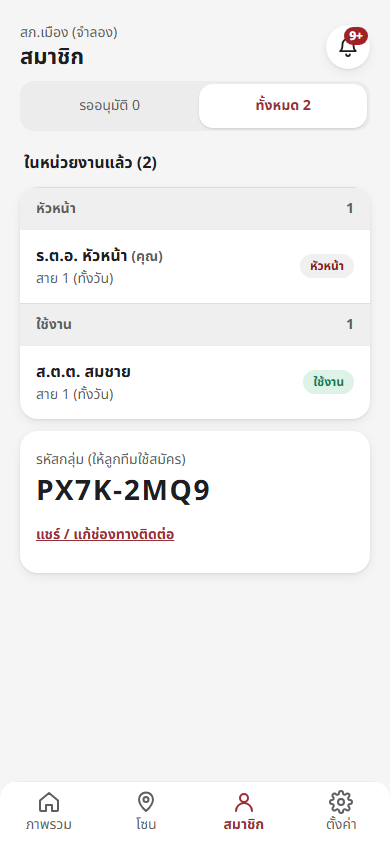 สภ.เมือง (จำลอง)
สมาชิก
9+
รออนุมัติ 0
ทั้งหมด 2
ในหน่วยงานแล้ว (2)
หัวหน้า 1
ร.ต.อ. หัวหน้า (คุณ)
สาย 1 (ทั้งวัน)
หัวหน้า
ใช้งาน 1
ส.ต.ต. สมชาย
สาย 1 (ทั้งวัน)
ใช้งาน
รหัสกลุ่ม (ให้ลูกทีมใช้สมัคร)
PX7K-2MQ9
แชร์ / แก้ช่องทางติดต่อ
ภาพรวม
โซน
สมาชิก
ตั้งค่า